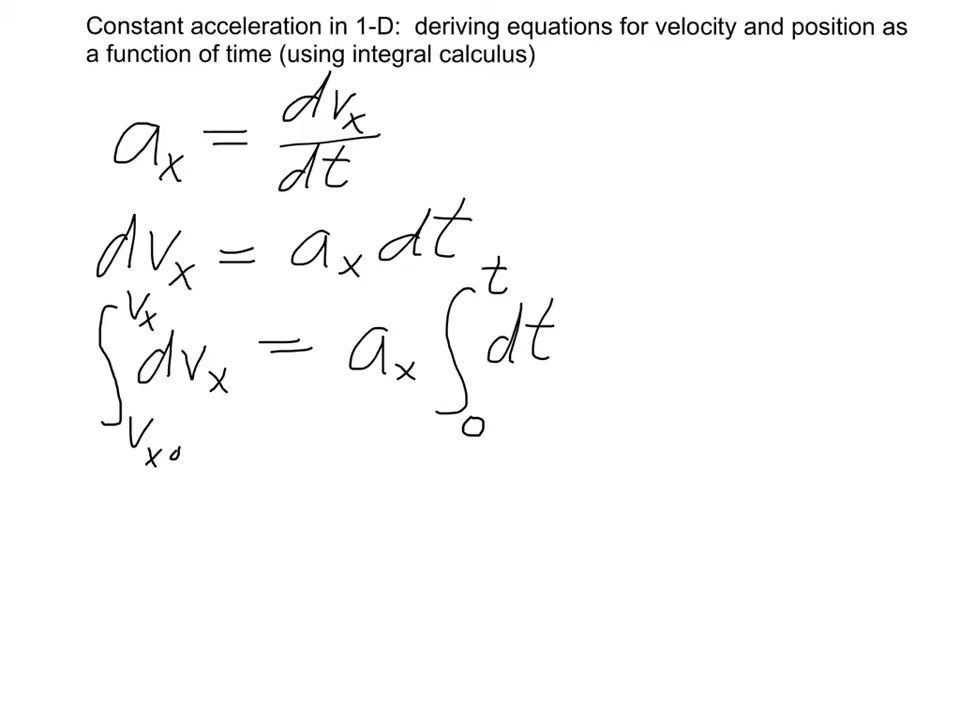 Constant acceleration in 1-D: deriving equations for velocity and position as
a function of time (using integral calculus)
aₓ = dvₓ/dt
dvₓ = aₓ dt
∫_{vₓ₀}^{vₓ} dvₓ = aₓ ∫_0^t dt